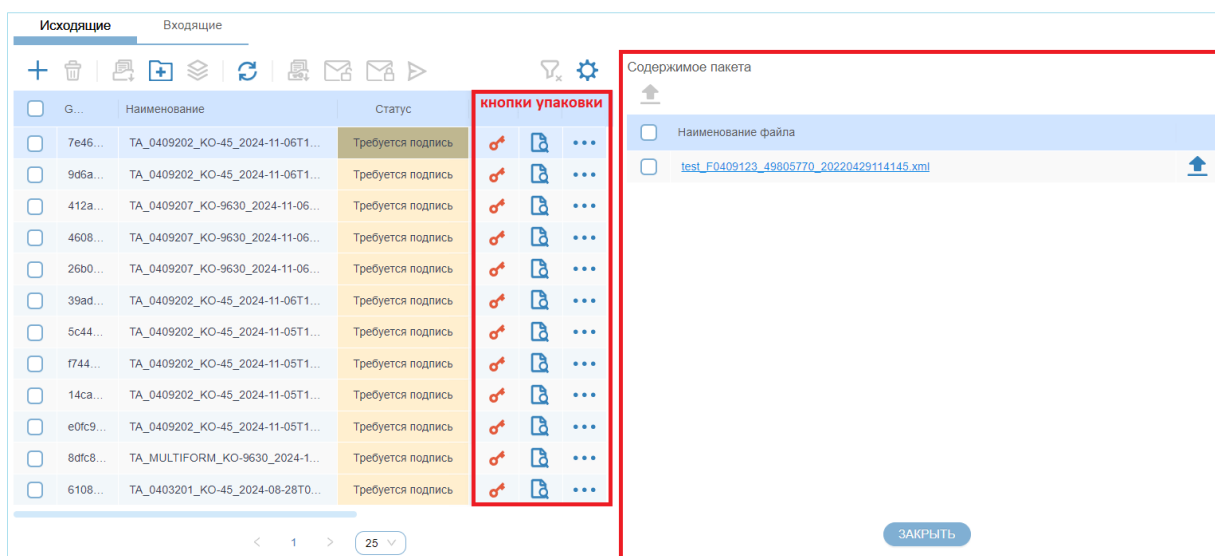 Исходящие Входящие
Содержимое пакета
G... Наименование Статус кнопки упаковки
Наименование файла
7e46... TA_0409202_KO-45_2024-11-06T1... Требуется подпись
test_F0409123_49805770_20220429114145.xml
9d6a... TA_0409202_KO-45_2024-11-06T1... Требуется подпись
412a... TA_0409207_KO-9630_2024-11-06... Требуется подпись
4608... TA_0409207_KO-9630_2024-11-06... Требуется подпись
26b0... TA_0409207_KO-9630_2024-11-06... Требуется подпись
39ad... TA_0409202_KO-45_2024-11-06T1... Требуется подпись
5c44... TA_0409202_KO-45_2024-11-05T1... Требуется подпись
f744... TA_0409202_KO-45_2024-11-05T1... Требуется подпись
14ca... TA_0409202_KO-45_2024-11-05T1... Требуется подпись
e0fc9... TA_0409202_KO-45_2024-11-05T1... Требуется подпись
8dfc8... TA_MULTIFORM_KO-9630_2024-1... Требуется подпись
6108... TA_0403201_KO-45_2024-08-28T0... Требуется подпись
< 1 > 25
ЗАКРЫТЬ